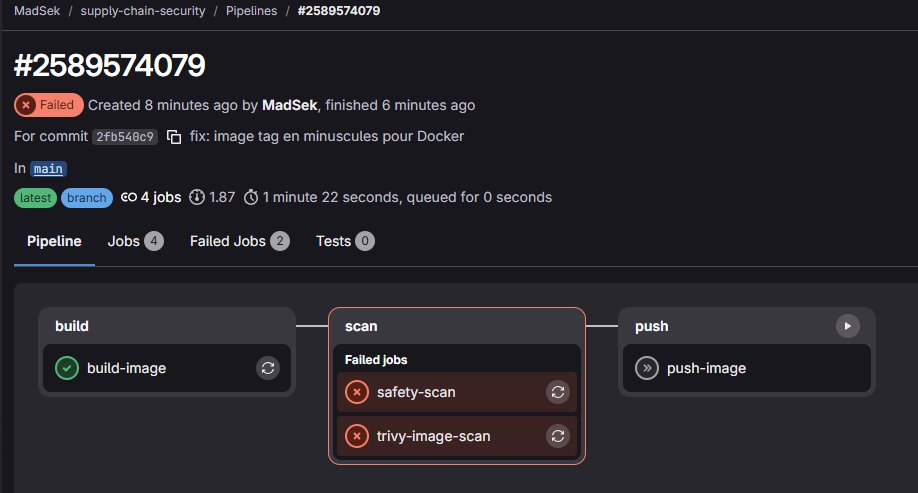 MadSek / supply-chain-security / Pipelines / #2589574079
#2589574079
Failed Created 8 minutes ago by MadSek, finished 6 minutes ago
For commit 2fb540c9 fix: image tag en minuscules pour Docker
In main
latest branch 4 jobs 1.87 1 minute 22 seconds, queued for 0 seconds
Pipeline Jobs 4 Failed Jobs 2 Tests 0
build
build-image
scan
Failed jobs
safety-scan
trivy-image-scan
push
push-image